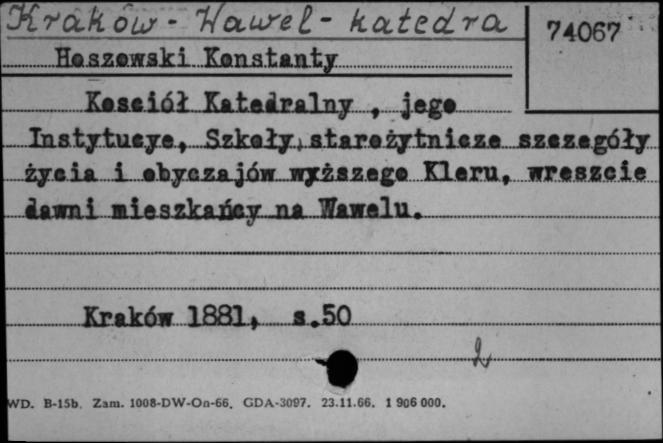 Kraków - Wawel - katedra
74067
Hoszowski Konstanty
Kosciół Katedralny , jego
Instytucye, Szkoły, starożytnicze szczegóły
życia i obyczajów wyższego Kleru, wreszcie
dawni mieszkańcy na Wawelu.
Kraków 1881, s.50
2
WD. B-15b. Zam. 1008-DW-On-66. GDA-3097. 23.11.66. 1 906 000.